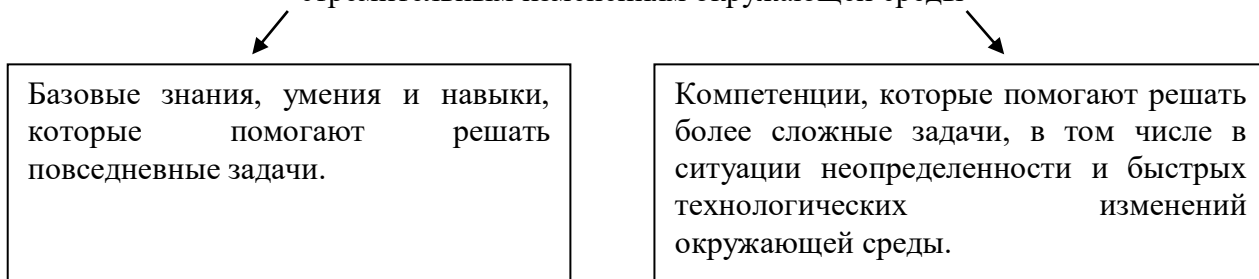 Базовые знания, умения и навыки,
которые помогают решать
повседневные задачи.
Компетенции, которые помогают решать
более сложные задачи, в том числе в
ситуации неопределенности и быстрых
технологических изменений
окружающей среды.